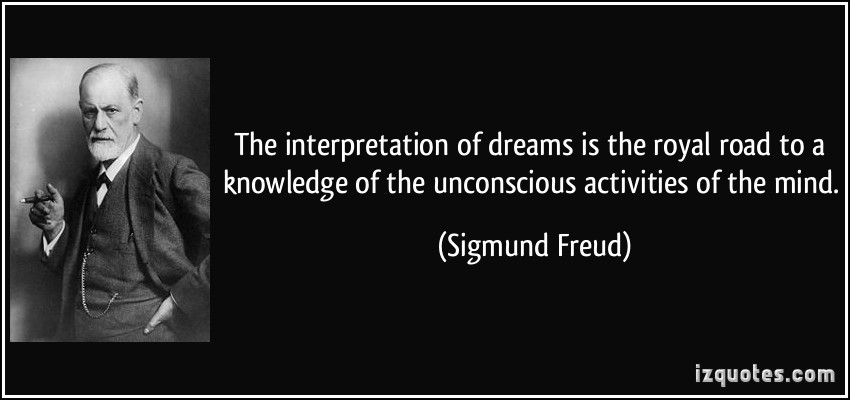 The interpretation of dreams is the royal road to a
knowledge of the unconscious activities of the mind.
(Sigmund Freud)
izquotes.com